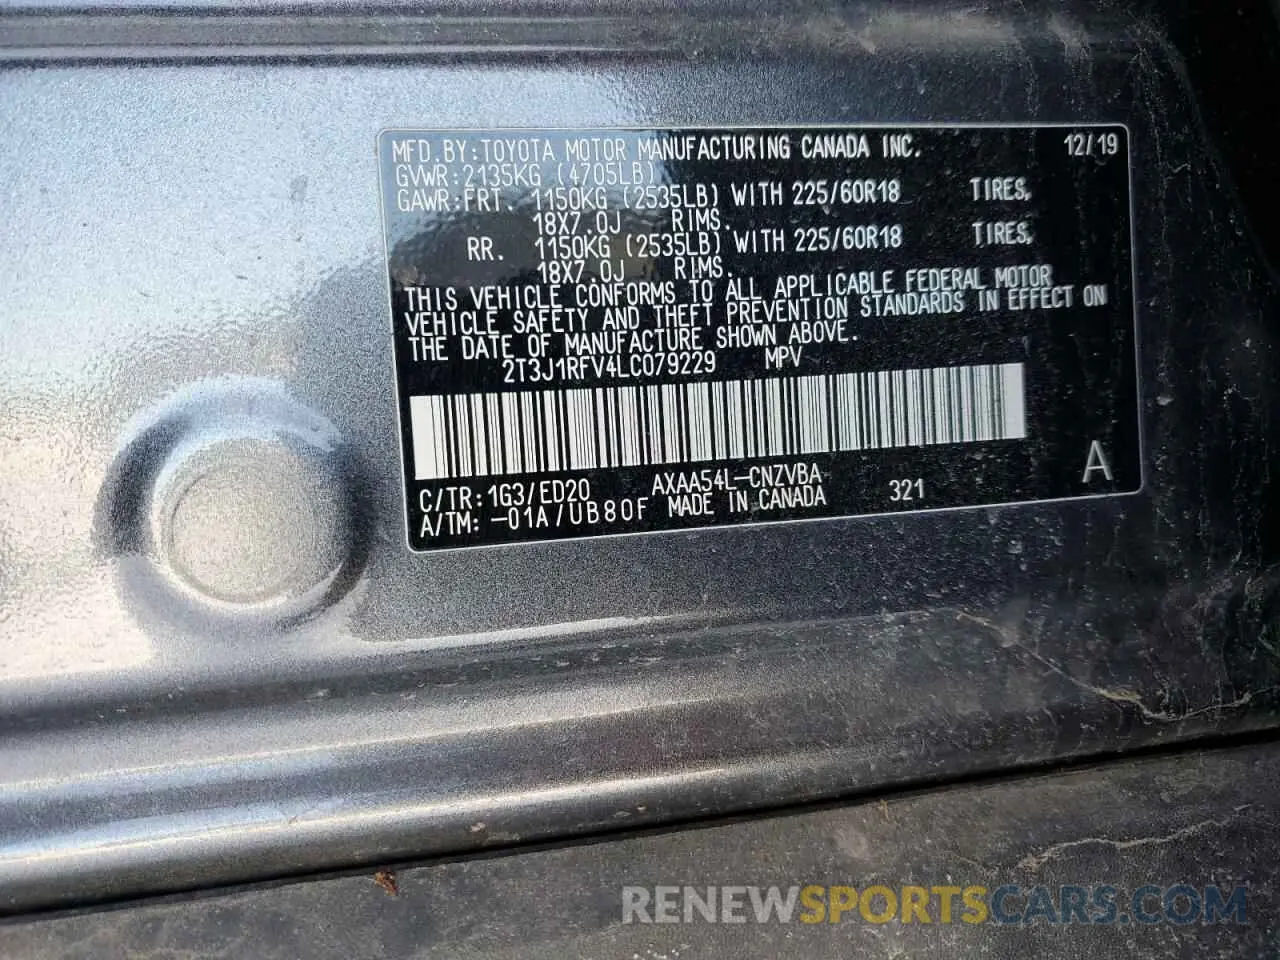 MFD.BY:TOYOTA MOTOR MANUFACTURING CANADA INC. 12/19
GVWR:2135KG (4705LB)
GAWR:FRT. 1150KG (2535LB) WITH 225/60R18 TIRES,
18X7.0J RIMS.
RR. 1150KG (2535LB) WITH 225/60R18 TIRES,
18X7.0J RIMS.
THIS VEHICLE CONFORMS TO ALL APPLICABLE FEDERAL MOTOR
VEHICLE SAFETY AND THEFT PREVENTION STANDARDS IN EFFECT ON
THE DATE OF MANUFACTURE SHOWN ABOVE.
2T3J1RFV4LC079229 MPV
A
C/TR:1G3/ED20 AXAA54L-CNZVBA
A/TM:-01A/UB80F MADE IN CANADA 321
RENEWSPORTSCARS.COM